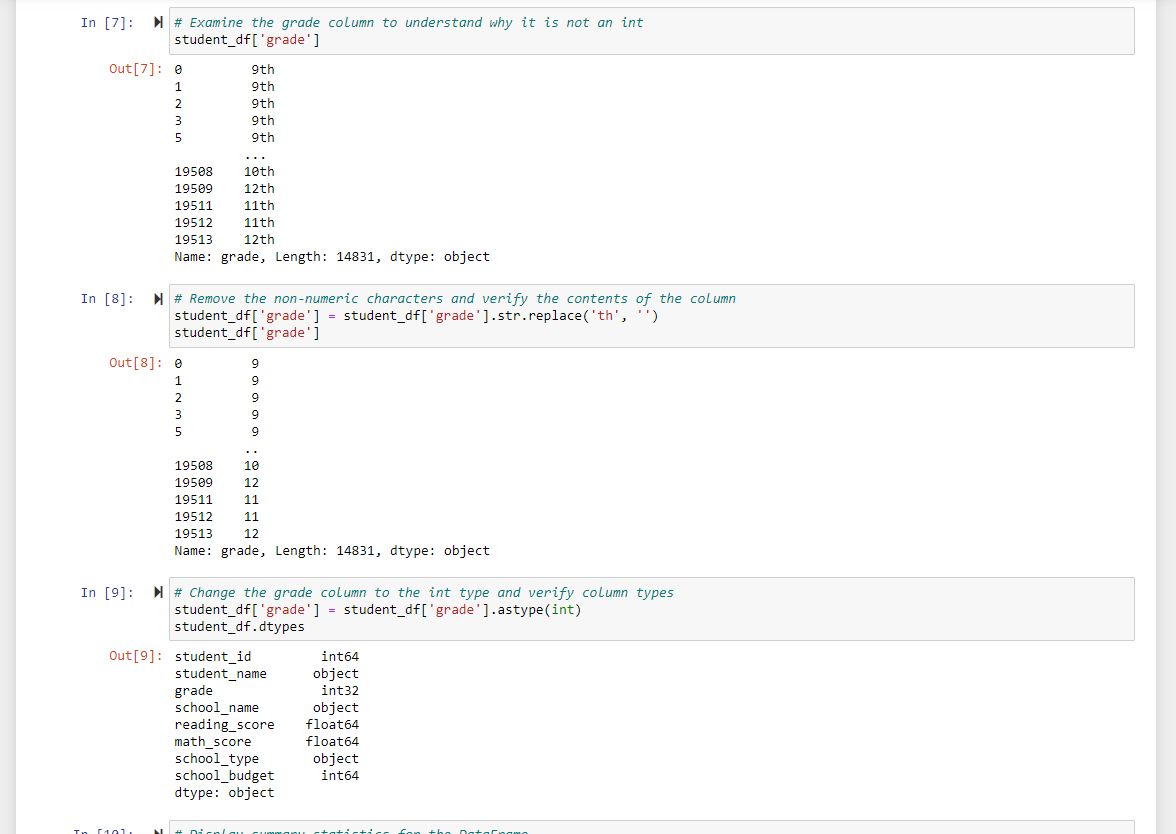 In [7]: # Examine the grade column to understand why it is not an int
student_df['grade']
Out[7]: 0 9th
1 9th
2 9th
3 9th
5 9th
...
19508 10th
19509 12th
19511 11th
19512 11th
19513 12th
Name: grade, Length: 14831, dtype: object
In [8]: # Remove the non-numeric characters and verify the contents of the column
student_df['grade'] = student_df['grade'].str.replace('th', '')
student_df['grade']
Out[8]: 0 9
1 9
2 9
3 9
5 9
..
19508 10
19509 12
19511 11
19512 11
19513 12
Name: grade, Length: 14831, dtype: object
In [9]: # Change the grade column to the int type and verify column types
student_df['grade'] = student_df['grade'].astype(int)
student_df.dtypes
Out[9]: student_id int64
student_name object
grade int32
school_name object
reading_score float64
math_score float64
school_type object
school_budget int64
dtype: object
In [10]: # Display summary statistics for the DataFrame